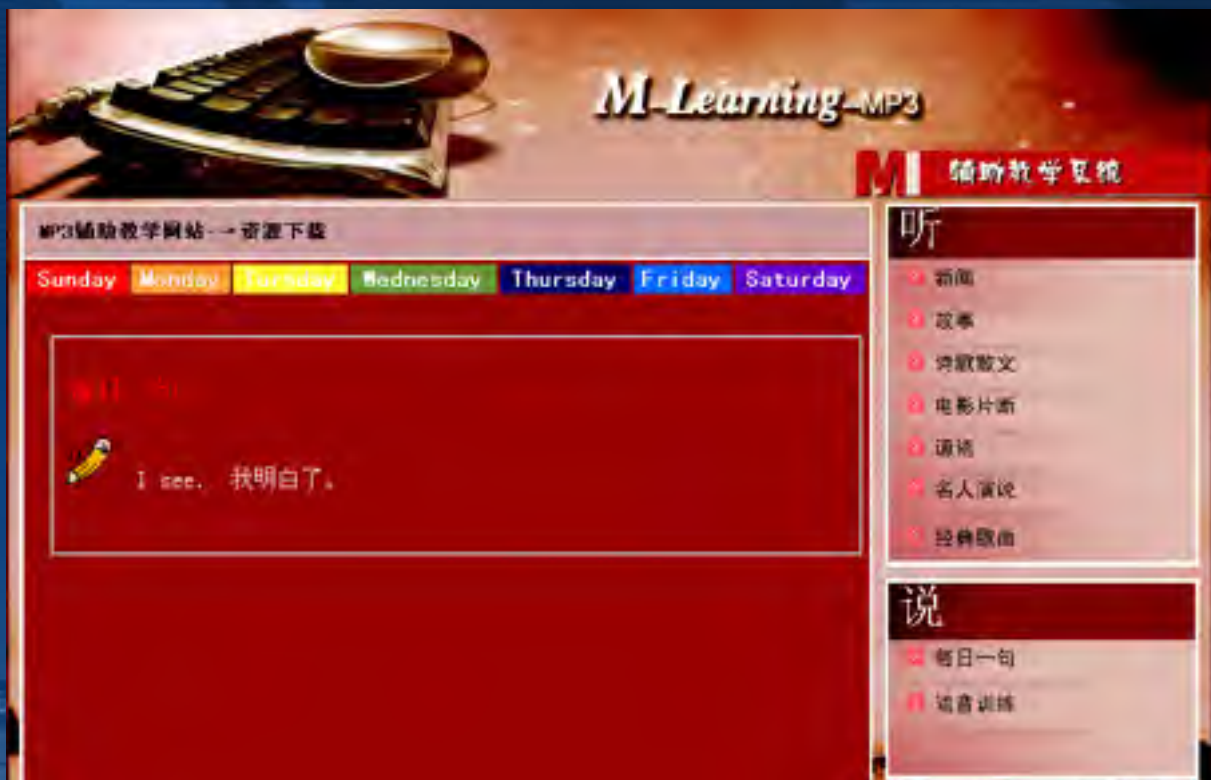 M-Learning-MP3
M 辅助教学系统
MP3辅助教学网站-→资源下载
Sunday Monday Tuesday Wednesday Thursday Friday Saturday
I see. 我明白了。
听
新闻
故事
诗歌散文
电影片断
谚语
名人演说
经典歌曲
说
每日一句
语音训练